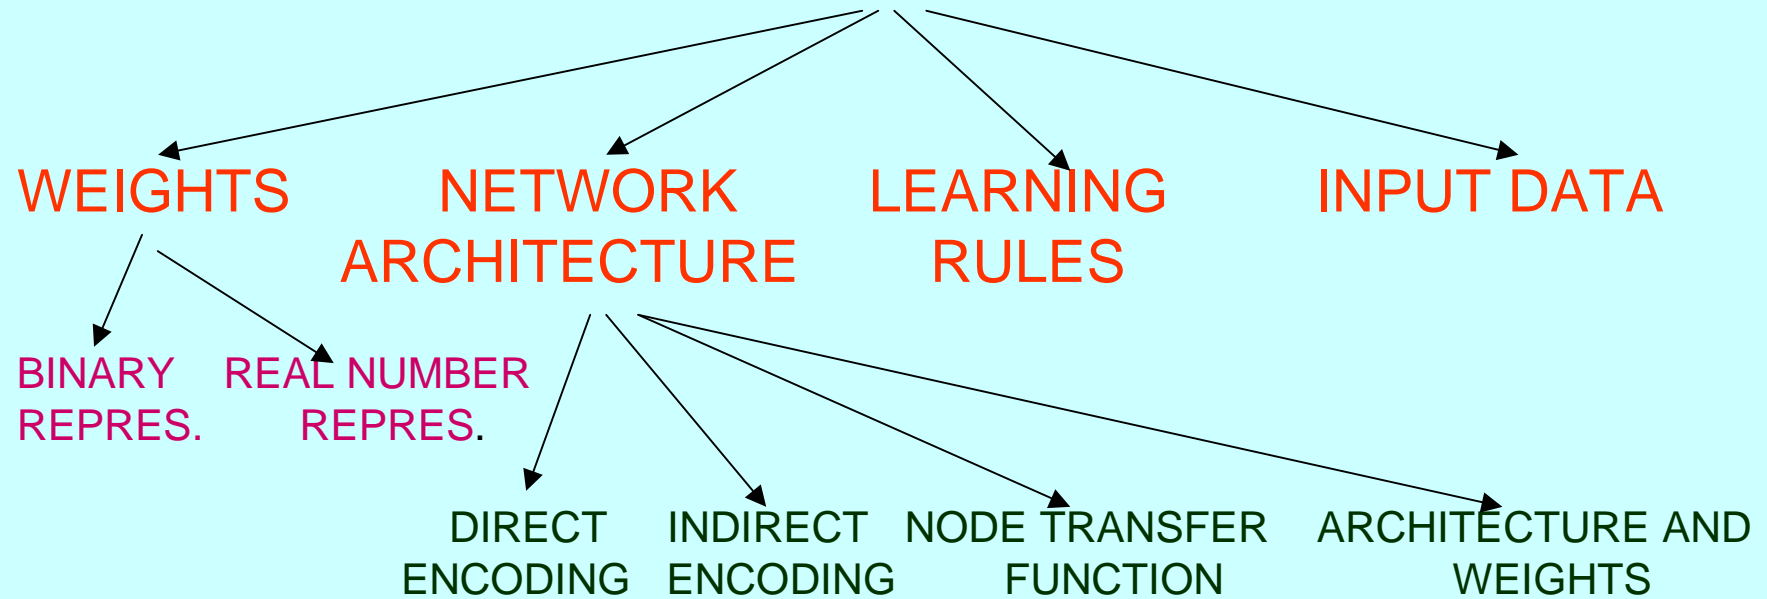 WEIGHTS
NETWORK
ARCHITECTURE
LEARNING
RULES
INPUT DATA
BINARY
REPRES.
REAL NUMBER
REPRES.
DIRECT
ENCODING
INDIRECT
ENCODING
NODE TRANSFER
FUNCTION
ARCHITECTURE AND
WEIGHTS